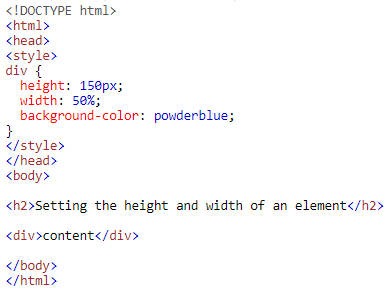 <!DOCTYPE html>
<html>
<head>
<style>
div {
  height: 150px;
  width: 50%;
  background-color: powderblue;
}
</style>
</head>
<body>

<h2>Setting the height and width of an element</h2>

<div>content</div>

</body>
</html>